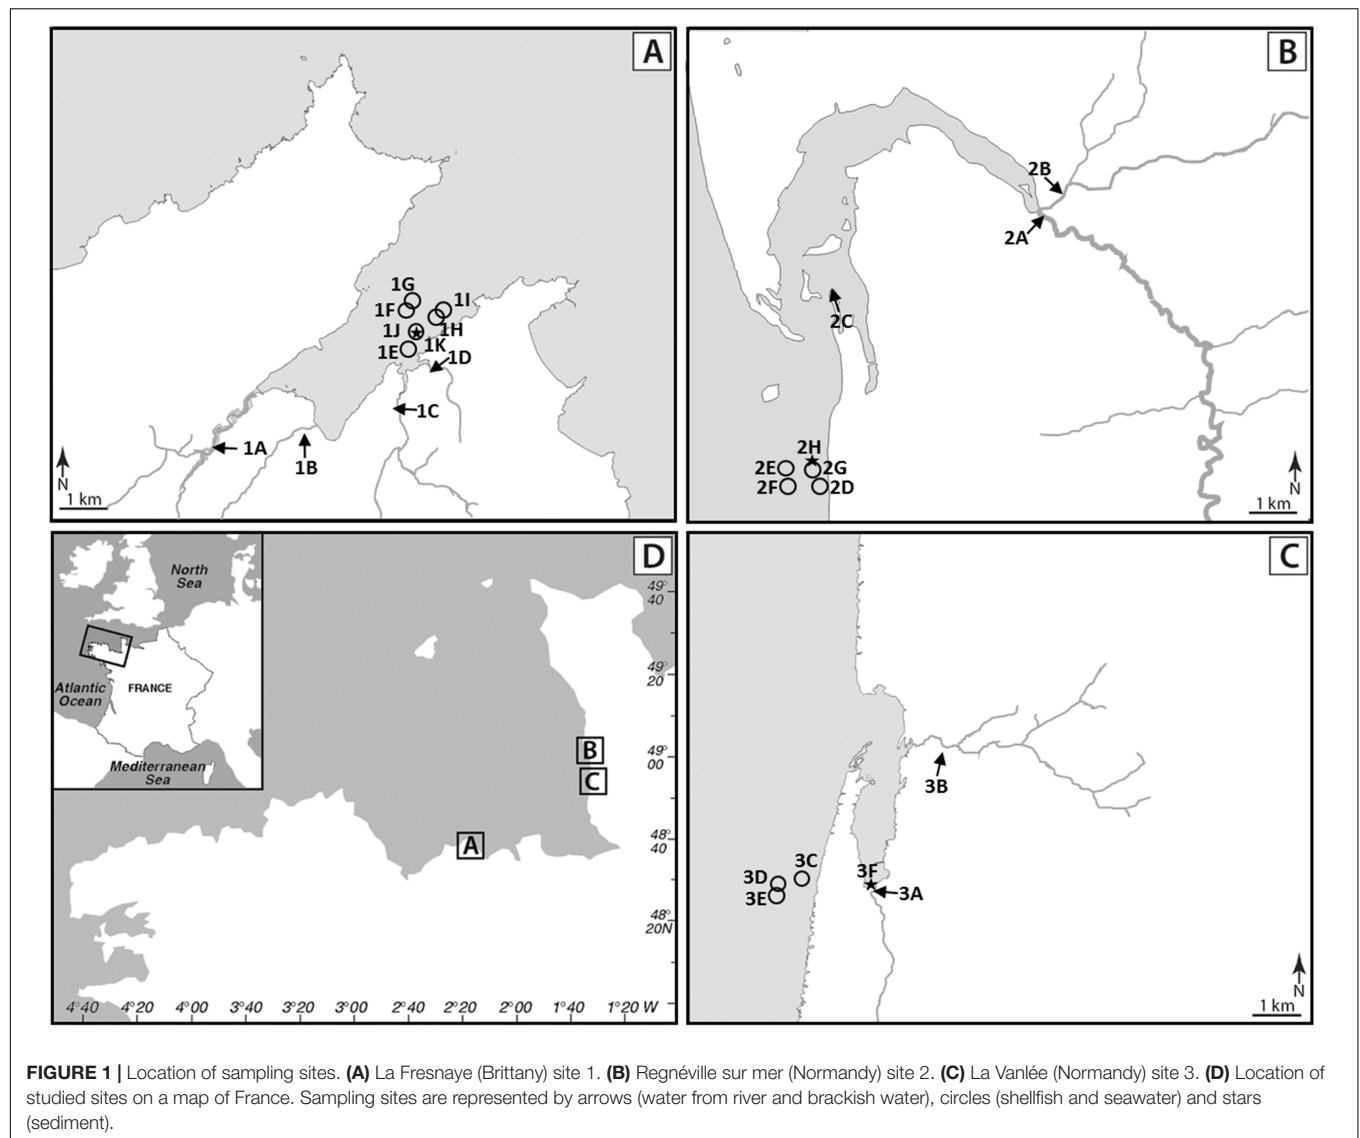 A
1G
1F
1I
1J
1H
1E
1K
1D
1C
1A
1B
N
1 km
B
2B
2A
2C
2H
2E
2G
2F
2D
N
1 km
D
North
Sea
Atlantic
Ocean
FRANCE
Mediterranean
Sea
49°
40
49°
20
B
49°
00
C
48°
40
A
48°
20N
4°40 4°20 4°00 3°40 3°20 3°00 2°40 2°20 2°00 1°40 1°20 W
C
3B
3C
3D
3F
3E
3A
N
1 km
FIGURE 1 | Location of sampling sites. (A) La Fresnaye (Brittany) site 1. (B) Regnéville sur mer (Normandy) site 2. (C) La Vanlée (Normandy) site 3. (D) Location of
studied sites on a map of France. Sampling sites are represented by arrows (water from river and brackish water), circles (shellfish and seawater) and stars
(sediment).